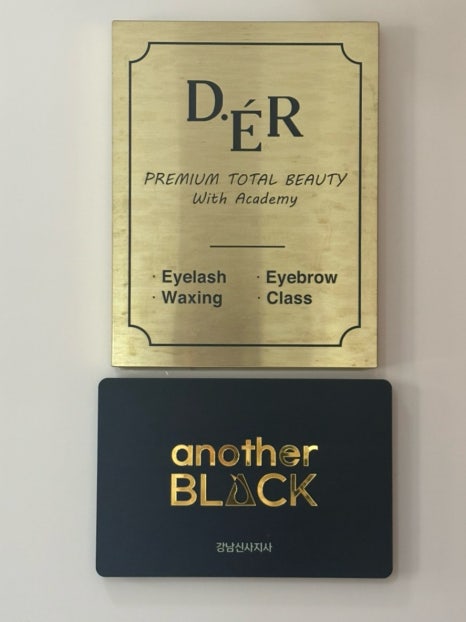 D.ÉR
PREMIUM TOTAL BEAUTY
With Academy
· Eyelash · Eyebrow
· Waxing · Class
another
BLACK
강남신사지사